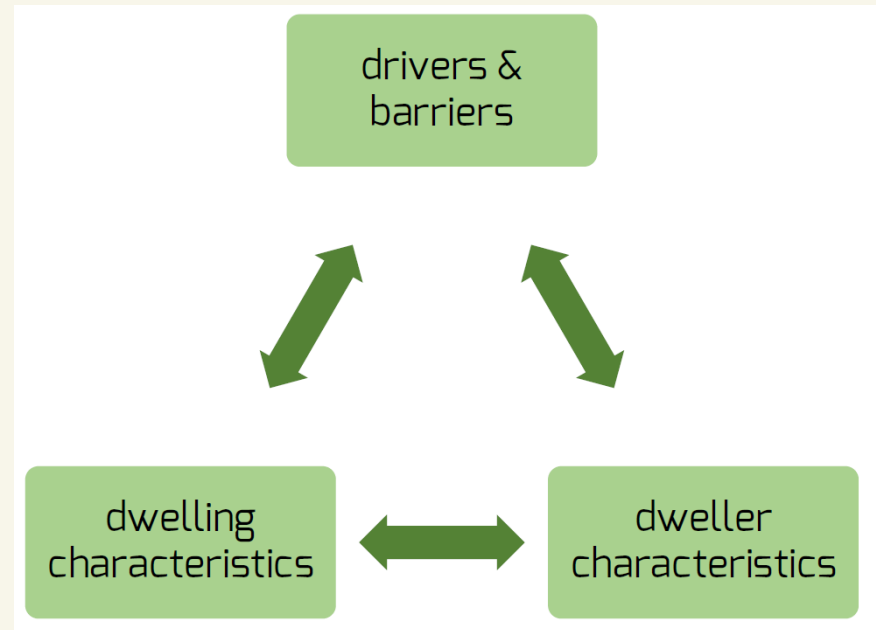 drivers &
barriers
dwelling
characteristics
dweller
characteristics